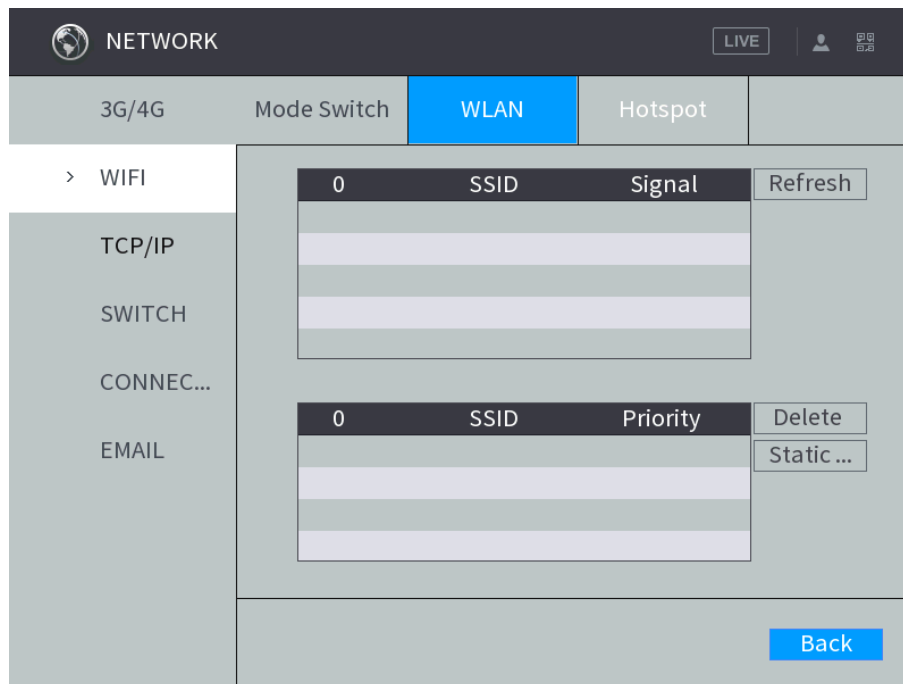 NETWORK LIVE
3G/4G Mode Switch WLAN Hotspot
WIFI
TCP/IP
SWITCH
CONNEC...
EMAIL
0 SSID Signal Refresh
0 SSID Priority Delete
Static ...
Back